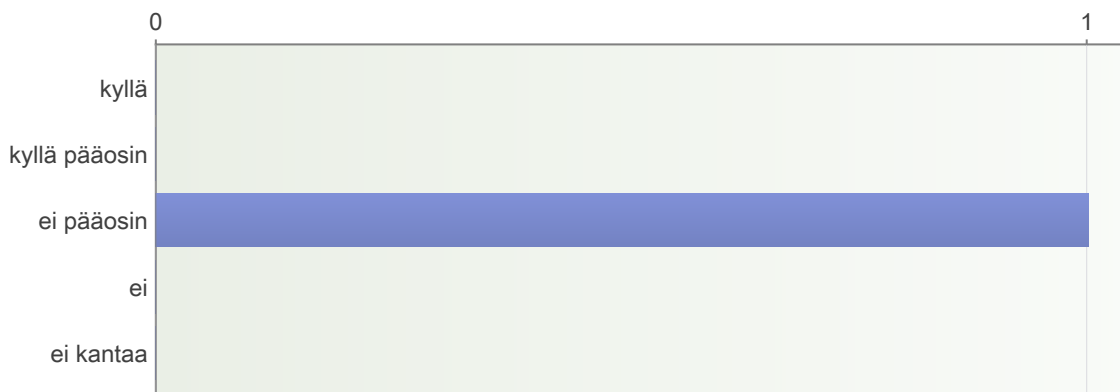 0 1
kyllä
kyllä pääosin
ei pääosin
ei
ei kantaa